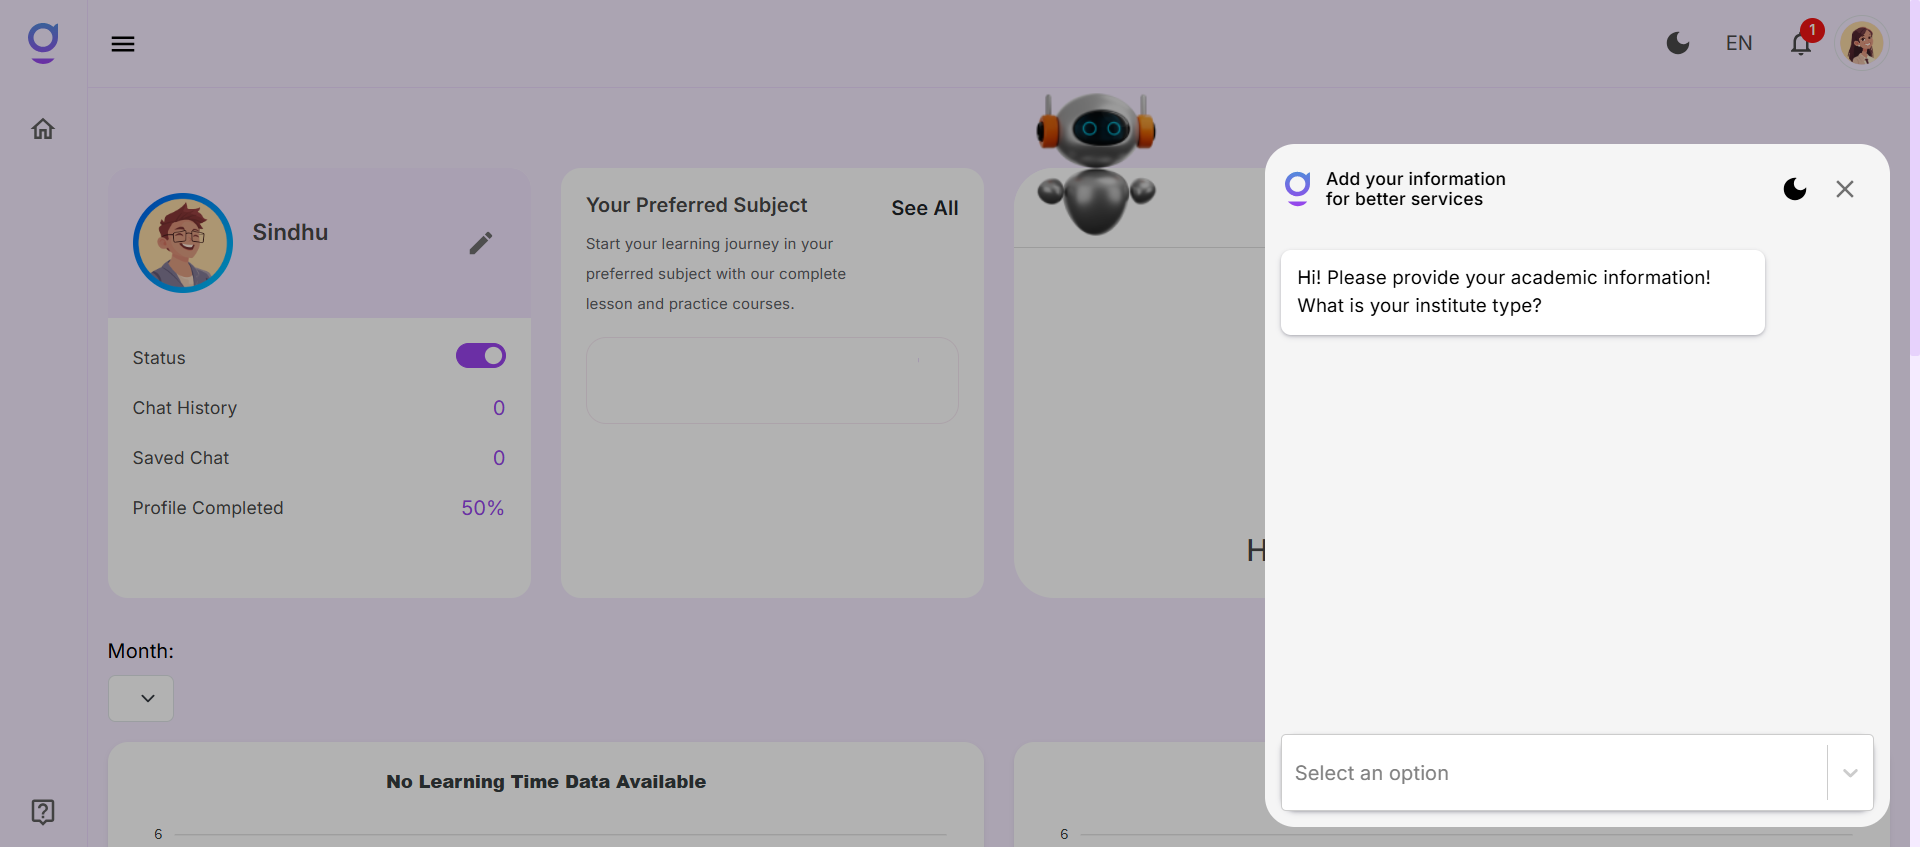 EN
1
Sindhu
Status
Chat History
0
Saved Chat
0
Profile Completed
50%
Your Preferred Subject
See All
Start your learning journey in your
preferred subject with our complete
lesson and practice courses.
H
Month:
No Learning Time Data Available
6
6
Add your information
for better services
Hi! Please provide your academic information!
What is your institute type?
Select an option